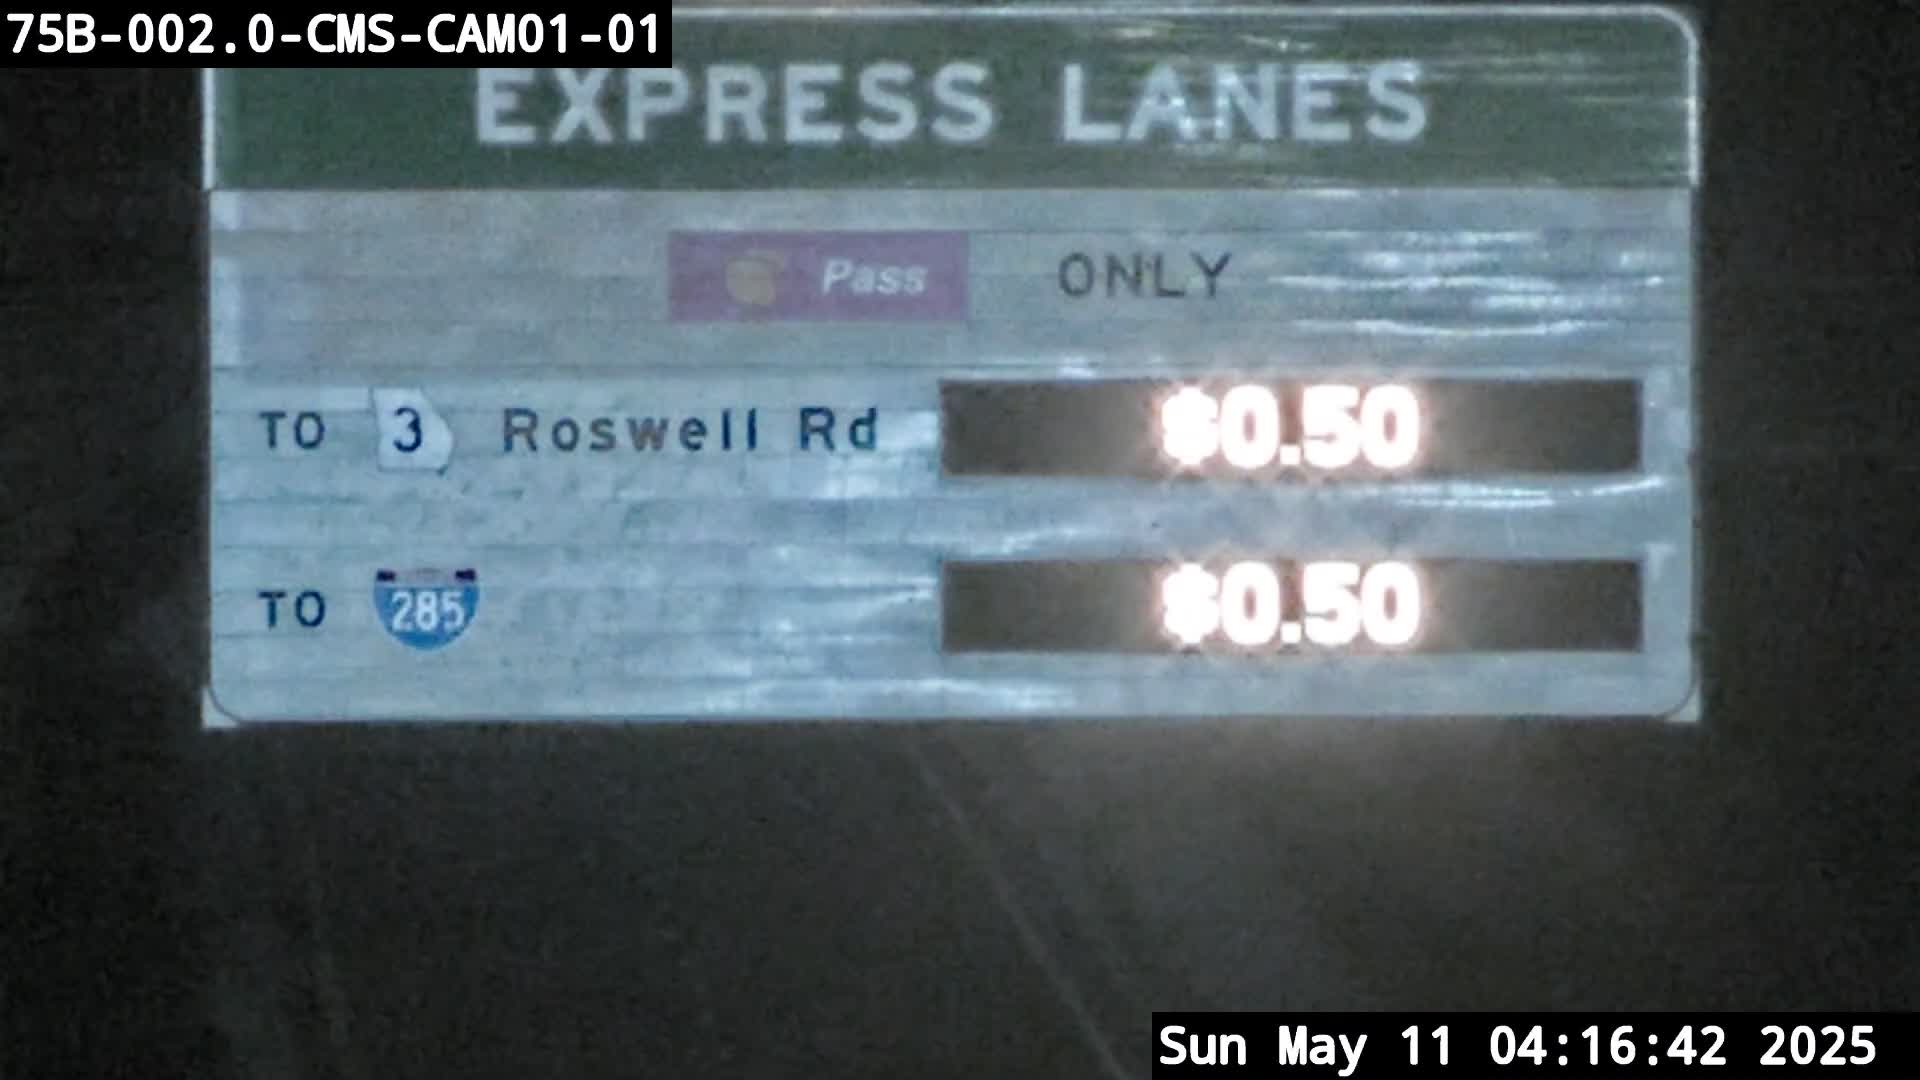 75B-002.0-CMS-CAM01-01
EXPRESS LANES
Pass ONLY
TO 3 Roswell Rd $0.50
TO 285 $0.50
Sun May 11 04:16:42 2025